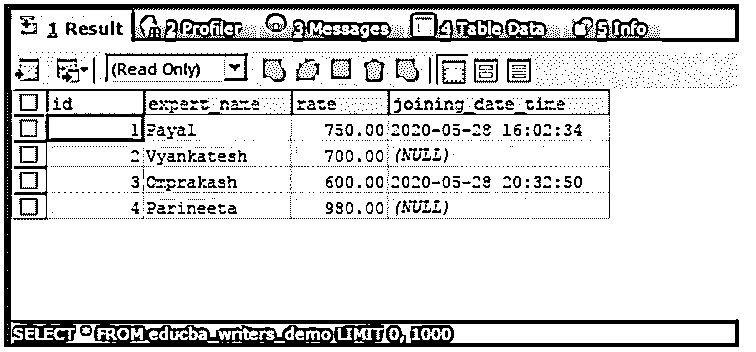 1 Result 2 Profiler 3 Messages 4 Table Data 5 Info
(Read Only)
id expert_name rate joining_date_time
1 Payal 750.00 2020-05-28 16:02:34
2 Vyankatesh 700.00 (NULL)
3 Omprakash 600.00 2020-05-28 20:32:50
4 Parineeta 980.00 (NULL)
SELECT * FROM educba_writers_demo LIMIT 0, 1000